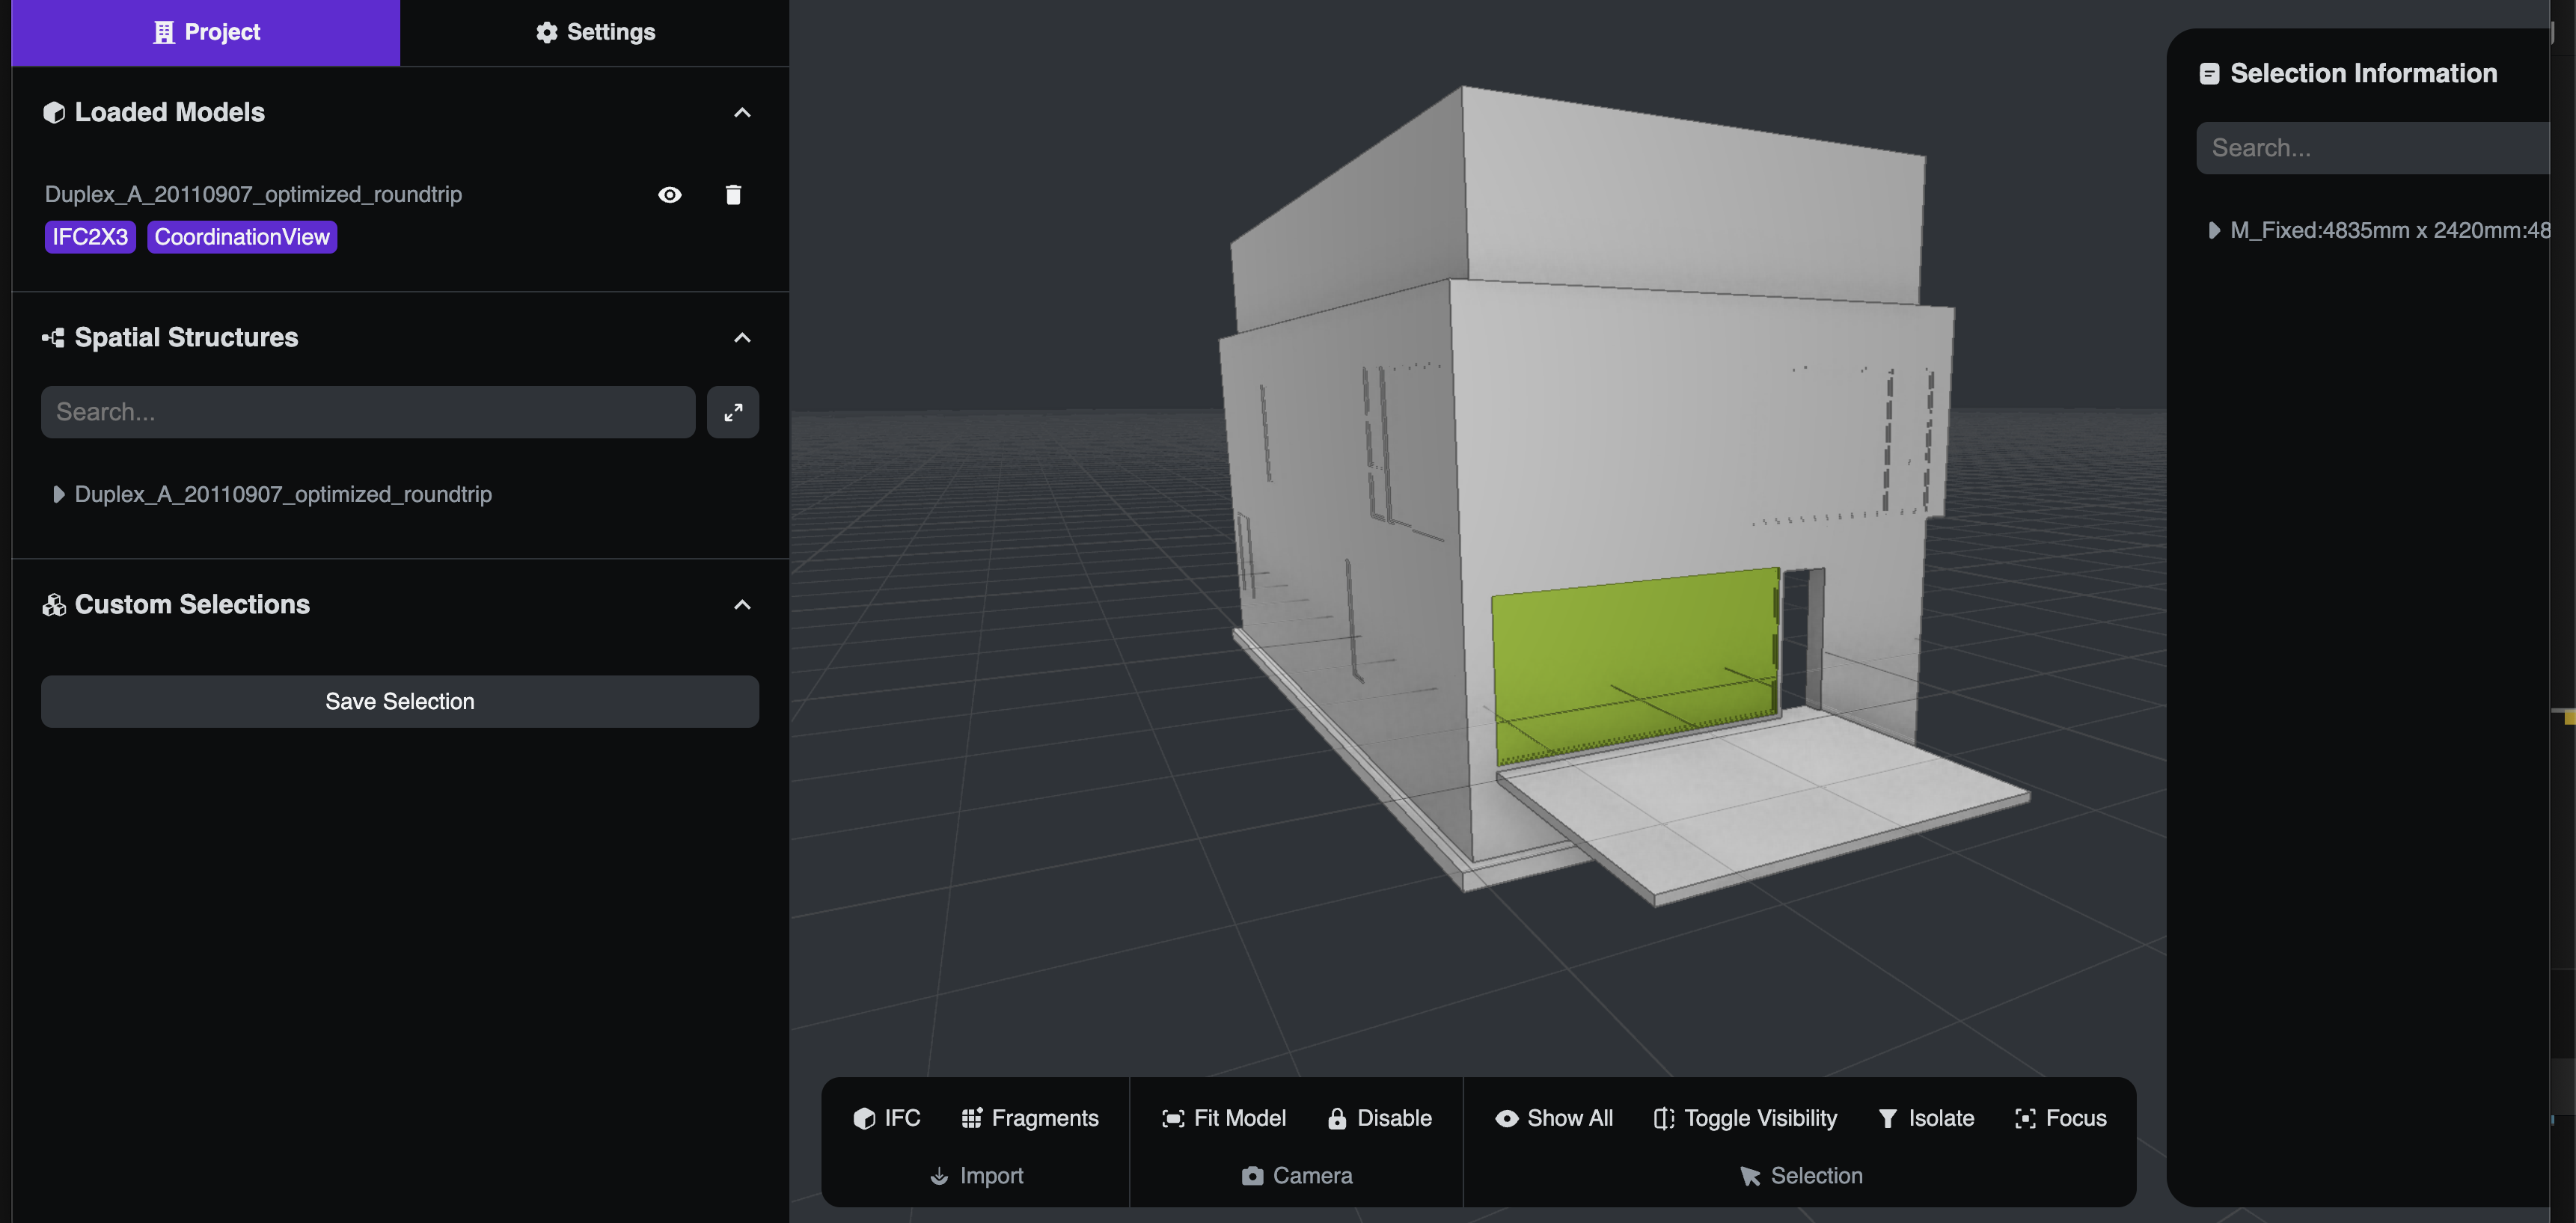 Project
Settings
Loaded Models
Duplex_A_20110907_optimized_roundtrip
IFC2X3 CoordinationView
Spatial Structures
Search...
Duplex_A_20110907_optimized_roundtrip
Custom Selections
Save Selection
IFC Fragments
Import
Fit Model Disable
Camera
Show All Toggle Visibility Isolate Focus
Selection
Selection Information
Search...
M_Fixed:4835mm x 2420mm:48